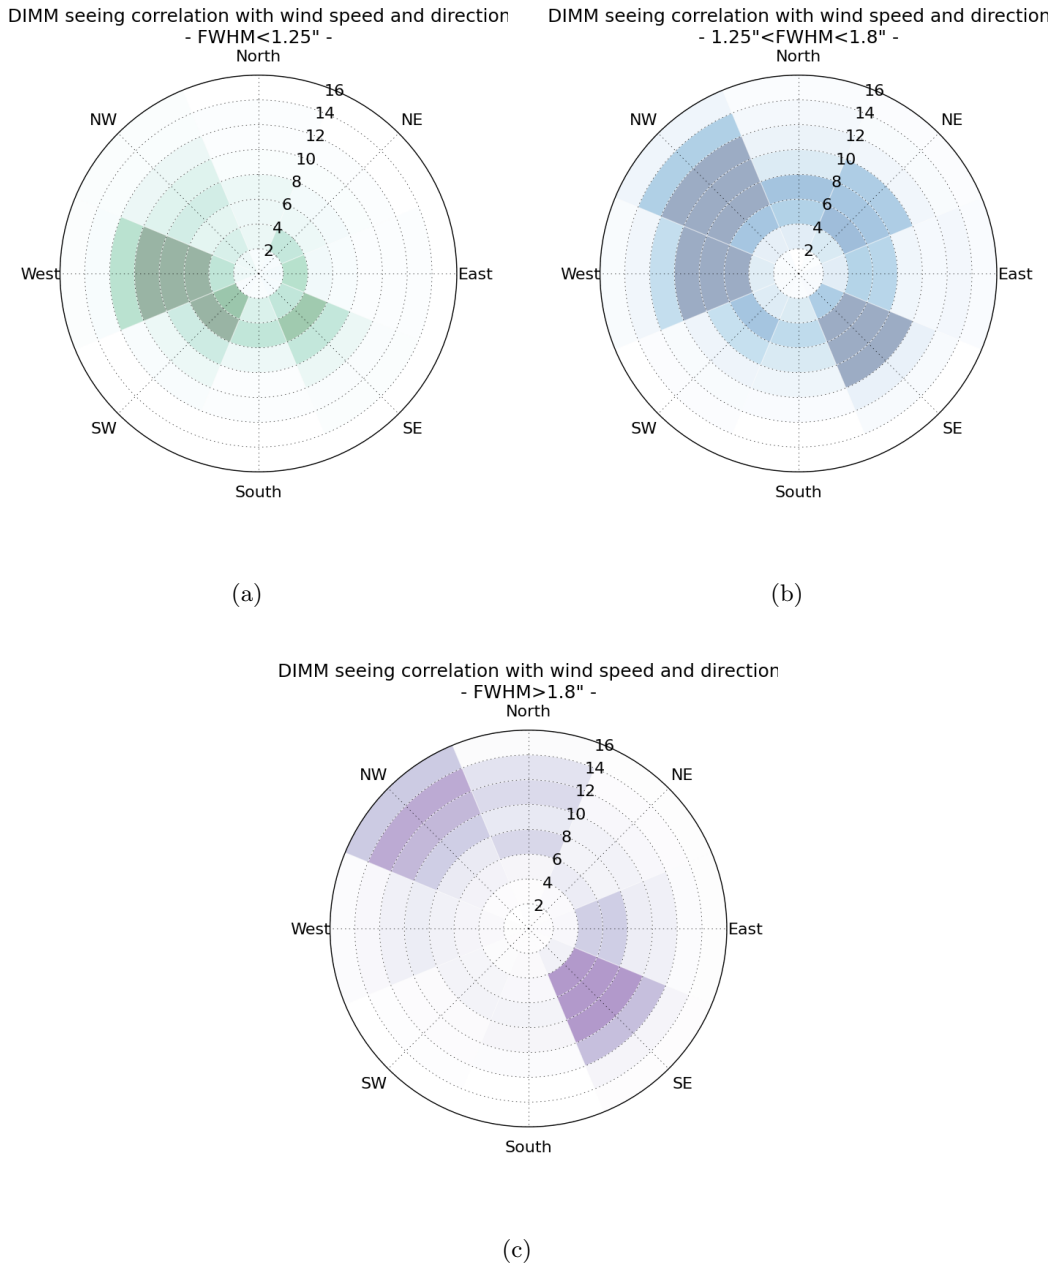 DIMM seeing correlation with wind speed and direction
- FWHM<1.25" -
North
16
14
12
10
8
6
4
2
NW
NE
West
East
SW
SE
South
(a)
DIMM seeing correlation with wind speed and direction
- 1.25"<FWHM<1.8" -
North
16
14
12
10
8
6
4
2
NW
NE
West
East
SW
SE
South
(b)
DIMM seeing correlation with wind speed and direction
- FWHM>1.8" -
North
16
14
12
10
8
6
4
2
NW
NE
West
East
SW
SE
South
(c)